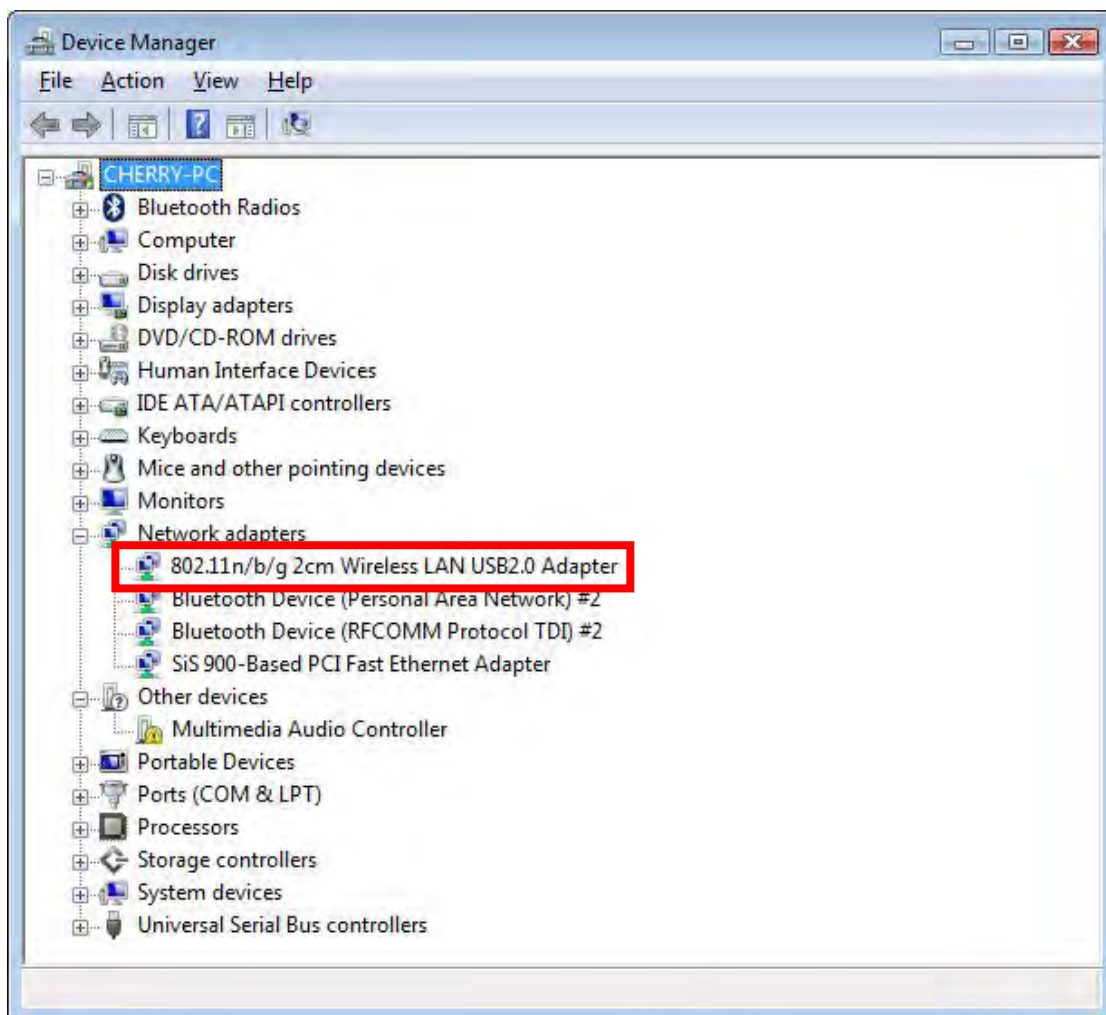 Device Manager
File Action View Help
CHERRY-PC
Bluetooth Radios
Computer
Disk drives
Display adapters
DVD/CD-ROM drives
Human Interface Devices
IDE ATA/ATAPI controllers
Keyboards
Mice and other pointing devices
Monitors
Network adapters
802.11n/b/g 2cm Wireless LAN USB2.0 Adapter
Bluetooth Device (Personal Area Network) #2
Bluetooth Device (RFCOMM Protocol TDI) #2
SiS 900-Based PCI Fast Ethernet Adapter
Other devices
Multimedia Audio Controller
Portable Devices
Ports (COM & LPT)
Processors
Storage controllers
System devices
Universal Serial Bus controllers